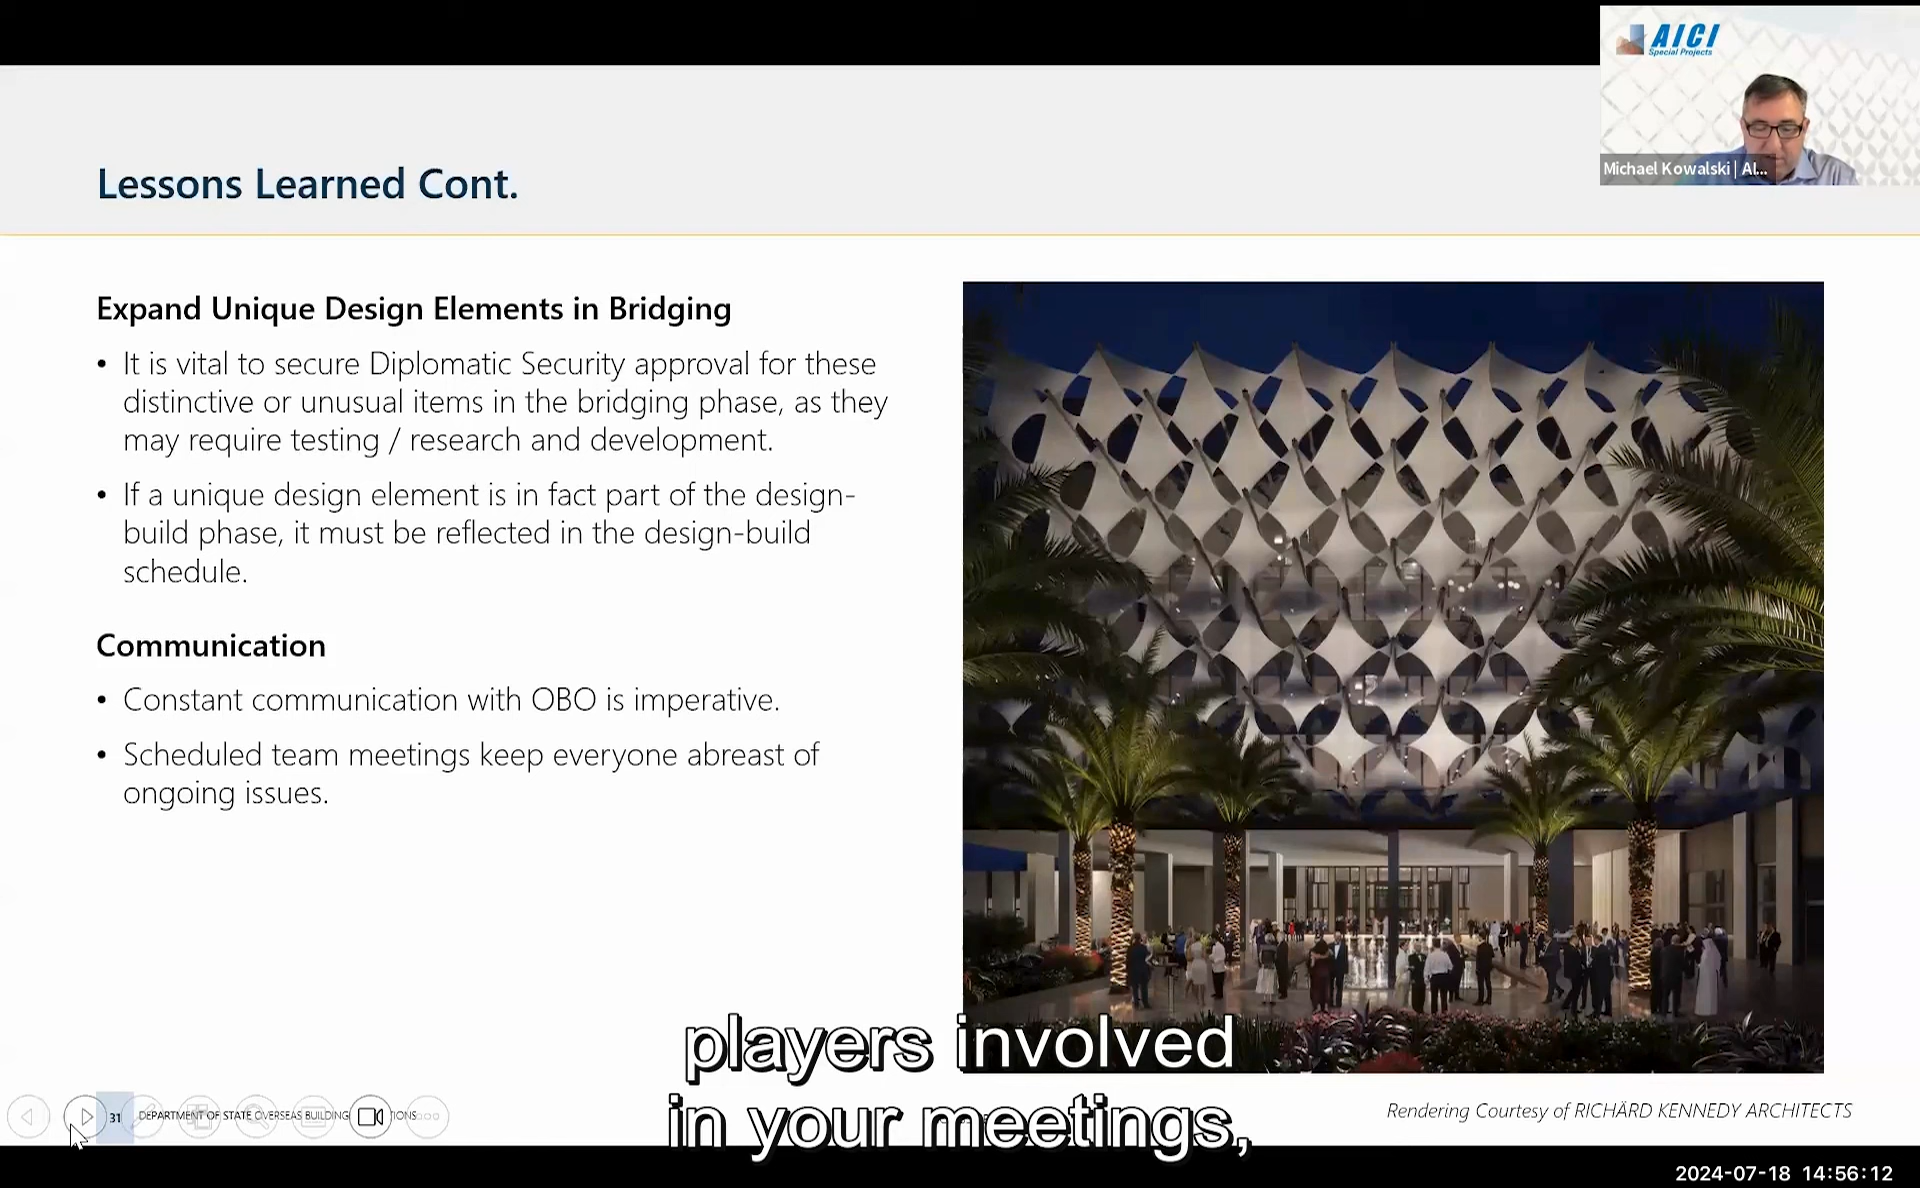 AICI
Special Projects
Michael Kowalski | AI...
Lessons Learned Cont.
Expand Unique Design Elements in Bridging
• It is vital to secure Diplomatic Security approval for these
distinctive or unusual items in the bridging phase, as they
may require testing / research and development.
• If a unique design element is in fact part of the design-
build phase, it must be reflected in the design-build
schedule.
Communication
• Constant communication with OBO is imperative.
• Scheduled team meetings keep everyone abreast of
ongoing issues.
players involved
in your meetings,
31
DEPARTMENT OF STATE OVERSEAS BUILDING
Rendering Courtesy of RICHÄRD KENNEDY ARCHITECTS
2024-07-18 14:56:12